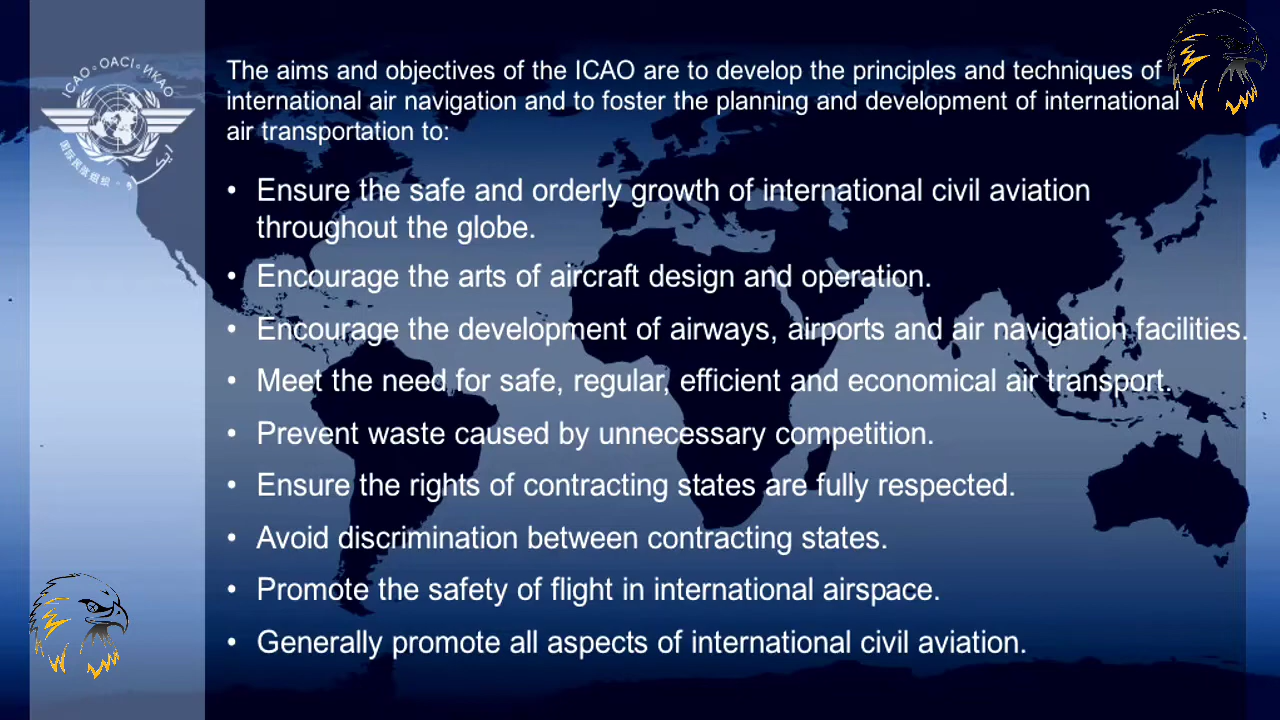 ICAO OACI ИКАО
The aims and objectives of the ICAO are to develop the principles and techniques of
international air navigation and to foster the planning and development of international
air transportation to:
• Ensure the safe and orderly growth of international civil aviation
throughout the globe.
• Encourage the arts of aircraft design and operation.
• Encourage the development of airways, airports and air navigation facilities.
• Meet the need for safe, regular, efficient and economical air transport.
• Prevent waste caused by unnecessary competition.
• Ensure the rights of contracting states are fully respected.
• Avoid discrimination between contracting states.
• Promote the safety of flight in international airspace.
• Generally promote all aspects of international civil aviation.